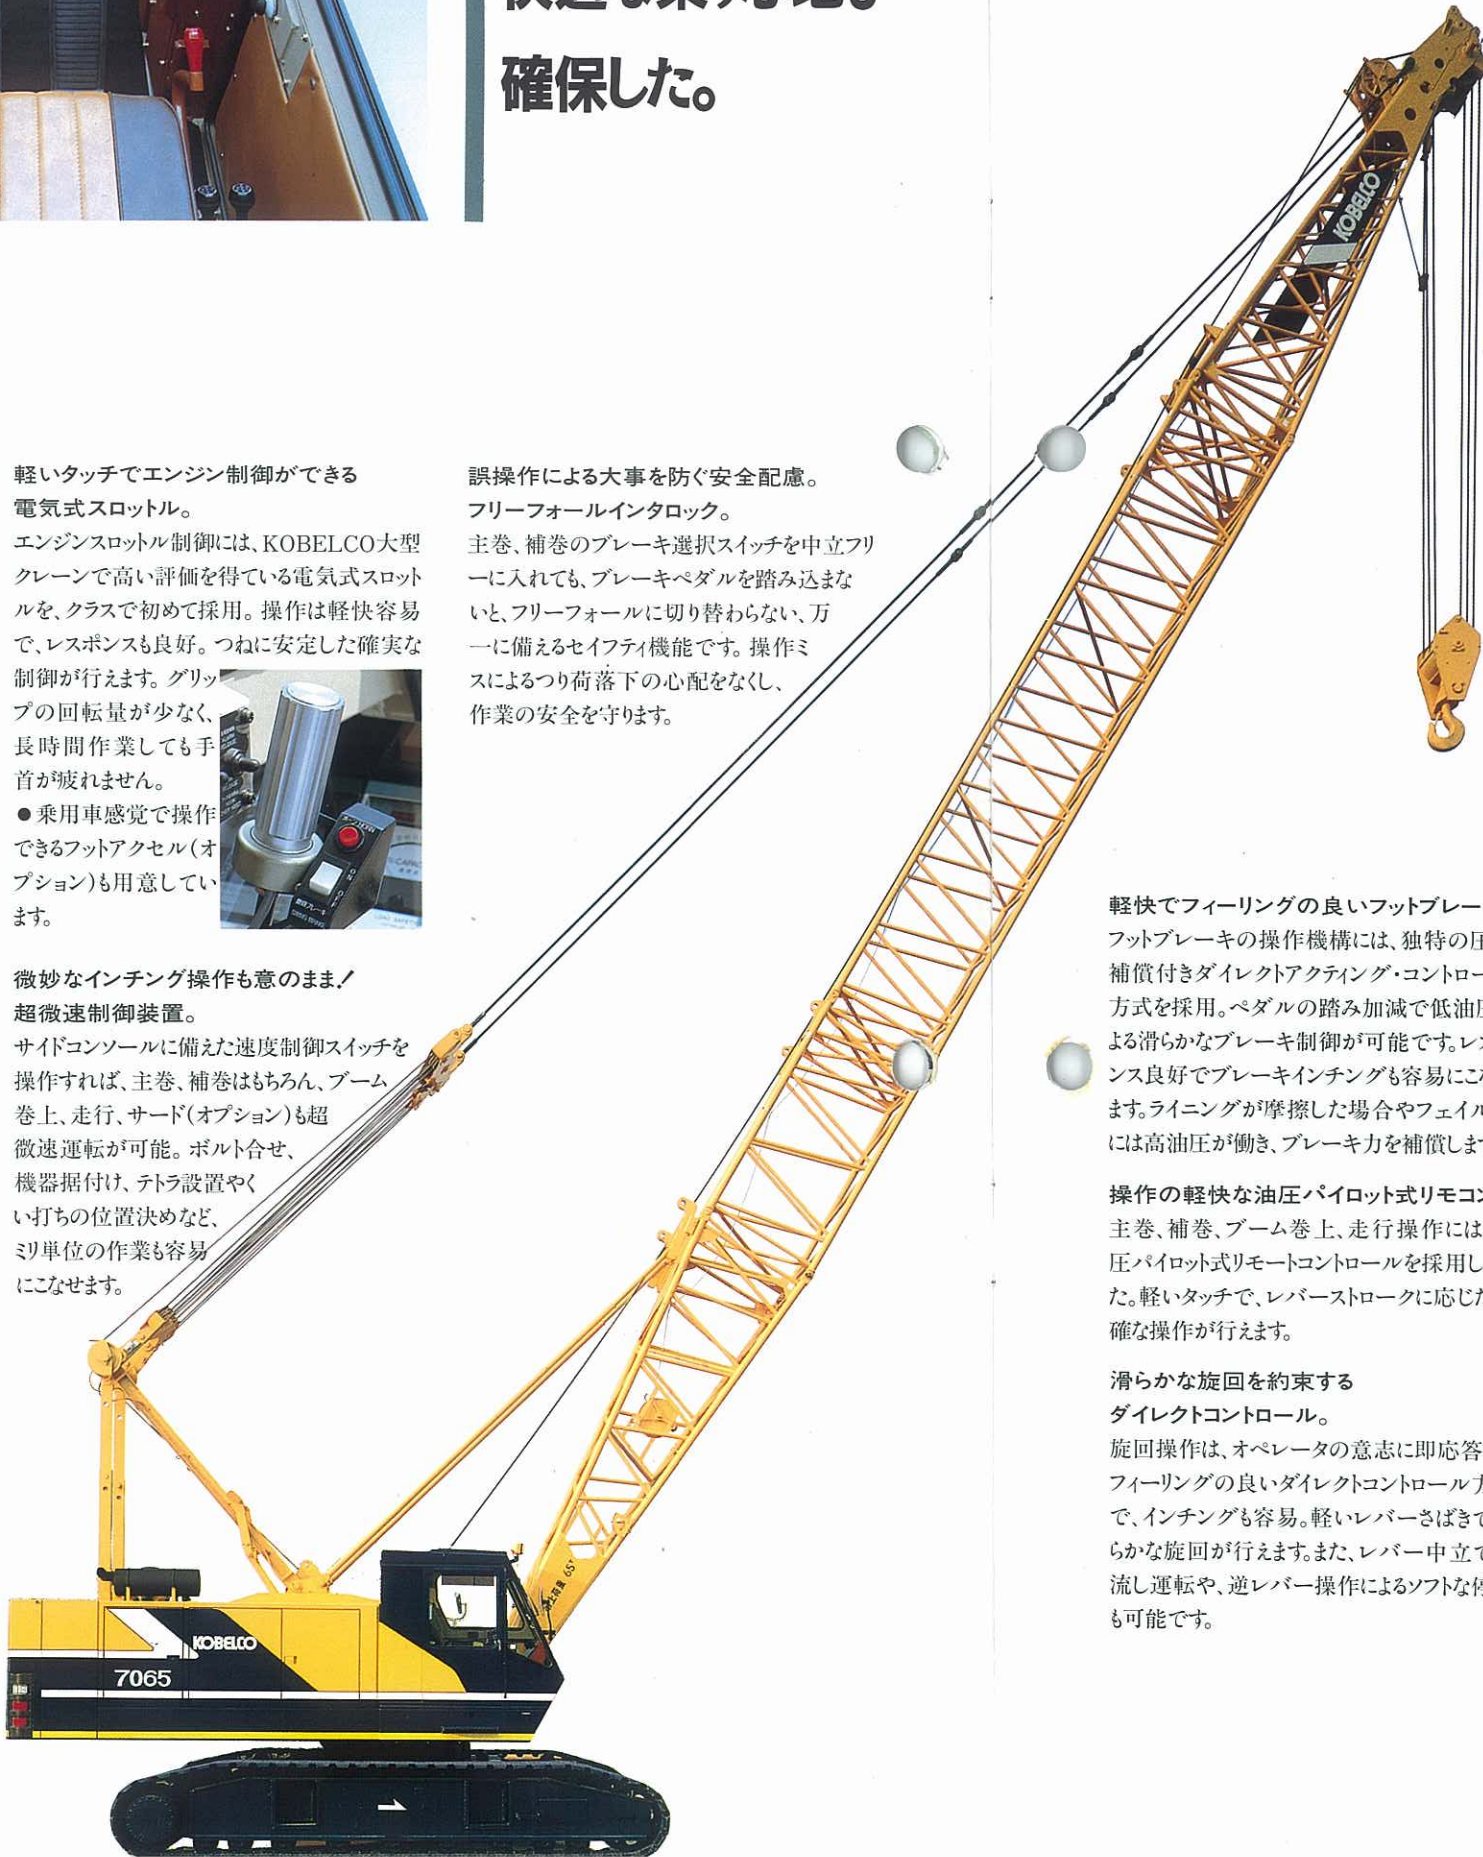 確保した。
軽いタッチでエンジン制御ができる
電気式スロットル。
エンジンスロットル制御には、KOBELCO大型
クレーンで高い評価を得ている電気式スロット
ルを、クラスで初めて採用。操作は軽快容易
で、レスポンスも良好。つねに安定した確実な
制御が行えます。グリッ
プの回転量が少なく、
長時間作業しても手
首が疲れません。
●乗用車感覚で操作
できるフットアクセル(オ
プション)も用意してい
ます。
微妙なインチング操作も意のまま!
超微速制御装置。
サイドコンソールに備えた速度制御スイッチを
操作すれば、主巻、補巻はもちろん、ブーム
巻上、走行、サード(オプション)も超
微速運転が可能。ボルト合せ、
機器据付け、テトラ設置やく
い打ちの位置決めなど、
ミリ単位の作業も容易
にこなせます。
誤操作による大事を防ぐ安全配慮。
フリーフォールインタロック。
主巻、補巻のブレーキ選択スイッチを中立フリ
ーに入れても、ブレーキペダルを踏み込まな
いと、フリーフォールに切り替わらない、万
一に備えるセイフティ機能です。操作ミ
スによるつり荷落下の心配をなくし、
作業の安全を守ります。
軽快でフィーリングの良いフットブレー
フットブレーキの操作機構には、独特の圧
補償付きダイレクトアクティング・コントロー
方式を採用。ペダルの踏み加減で低油圧
よる滑らかなブレーキ制御が可能です。レス
ンス良好でブレーキインチングも容易にこな
ます。ライニングが摩擦した場合やフェイル
には高油圧が働き、ブレーキ力を補償しま
操作の軽快な油圧パイロット式リモコン
主巻、補巻、ブーム巻上、走行操作には
圧パイロット式リモートコントロールを採用し
た。軽いタッチで、レバーストロークに応じた
確な操作が行えます。
滑らかな旋回を約束する
ダイレクトコントロール。
旋回操作は、オペレータの意志に即応答
フィーリングの良いダイレクトコントロール方
で、インチングも容易。軽いレバーさばきで
らかな旋回が行えます。また、レバー中立で
流し運転や、逆レバー操作によるソフトな停
も可能です。
KOBELCO
KOBELCO
7065